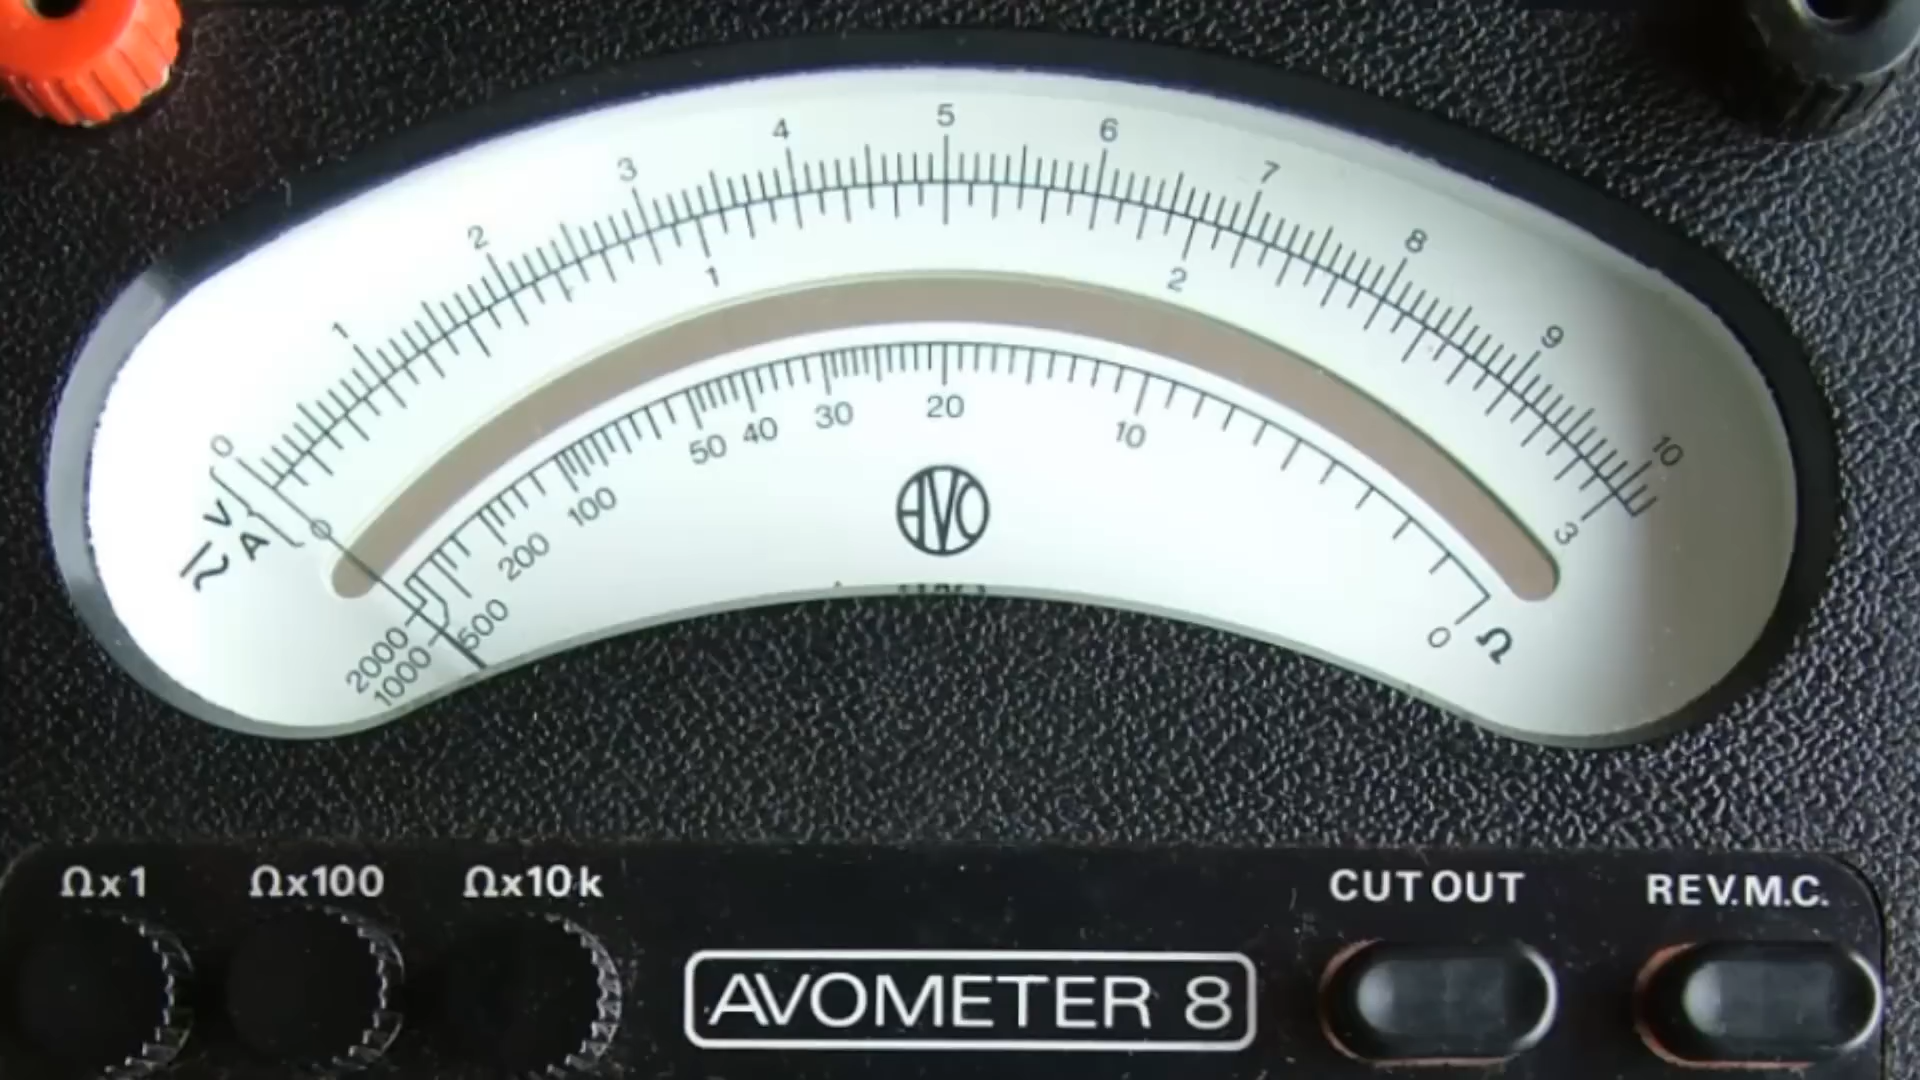 0 1 2 3 4 5 6 7 8 9 10
V
A
0 1 2 3
2000 1000 500 200 100 50 40 30 20 10 0 Ω
AVO
Ωx1 Ωx100 Ωx10k CUT OUT REV.M.C.
AVOMETER 8